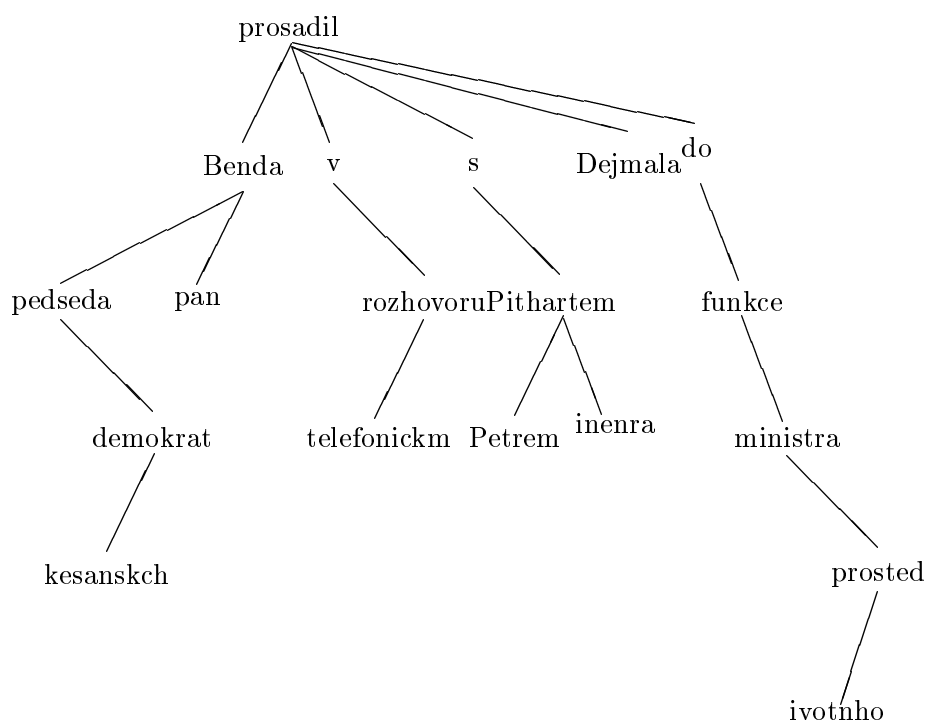 prosadil
Benda v s Dejmala do
pedseda pan rozhovoru Pithartem funkce
demokrat telefonickm Petrem inenra ministra
kesanskch prosted
ivotnho